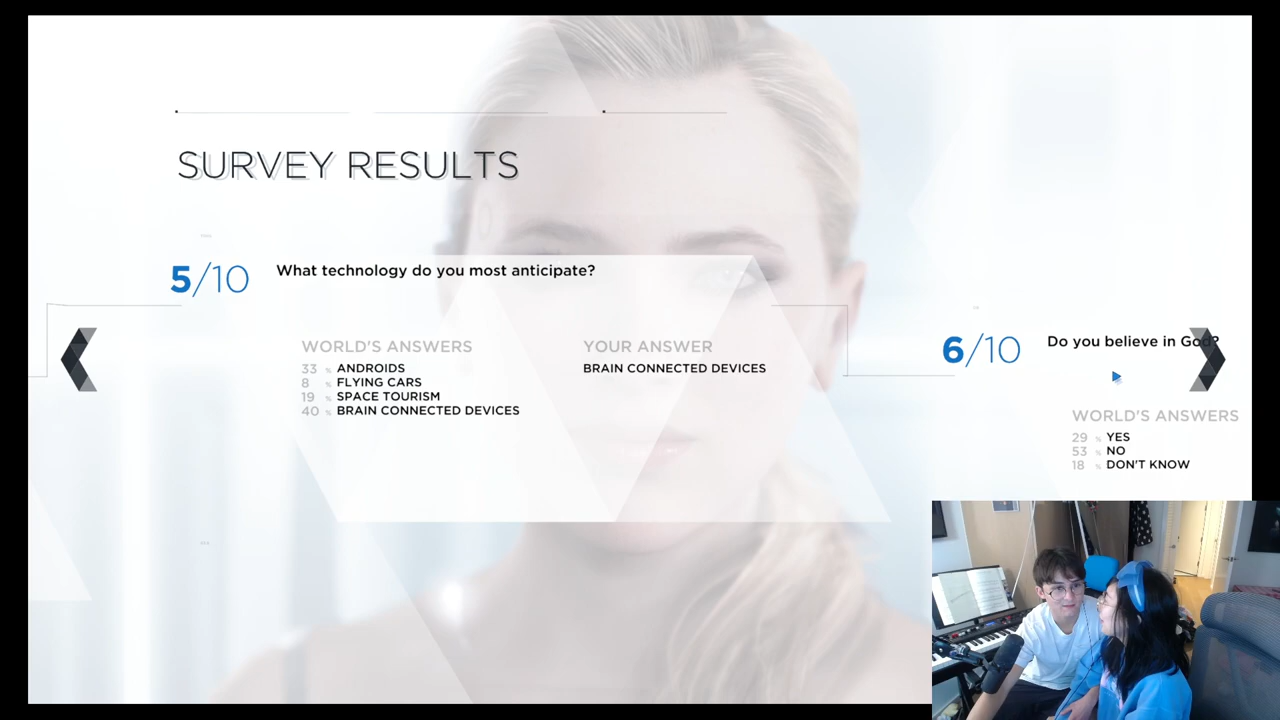 SURVEY RESULTS
5/10
What technology do you most anticipate?
WORLD'S ANSWERS
33 % ANDROIDS
8 % FLYING CARS
19 % SPACE TOURISM
40 % BRAIN CONNECTED DEVICES
YOUR ANSWER
BRAIN CONNECTED DEVICES
6/10
Do you believe in God?
WORLD'S ANSWERS
29 % YES
53 % NO
18 % DON'T KNOW